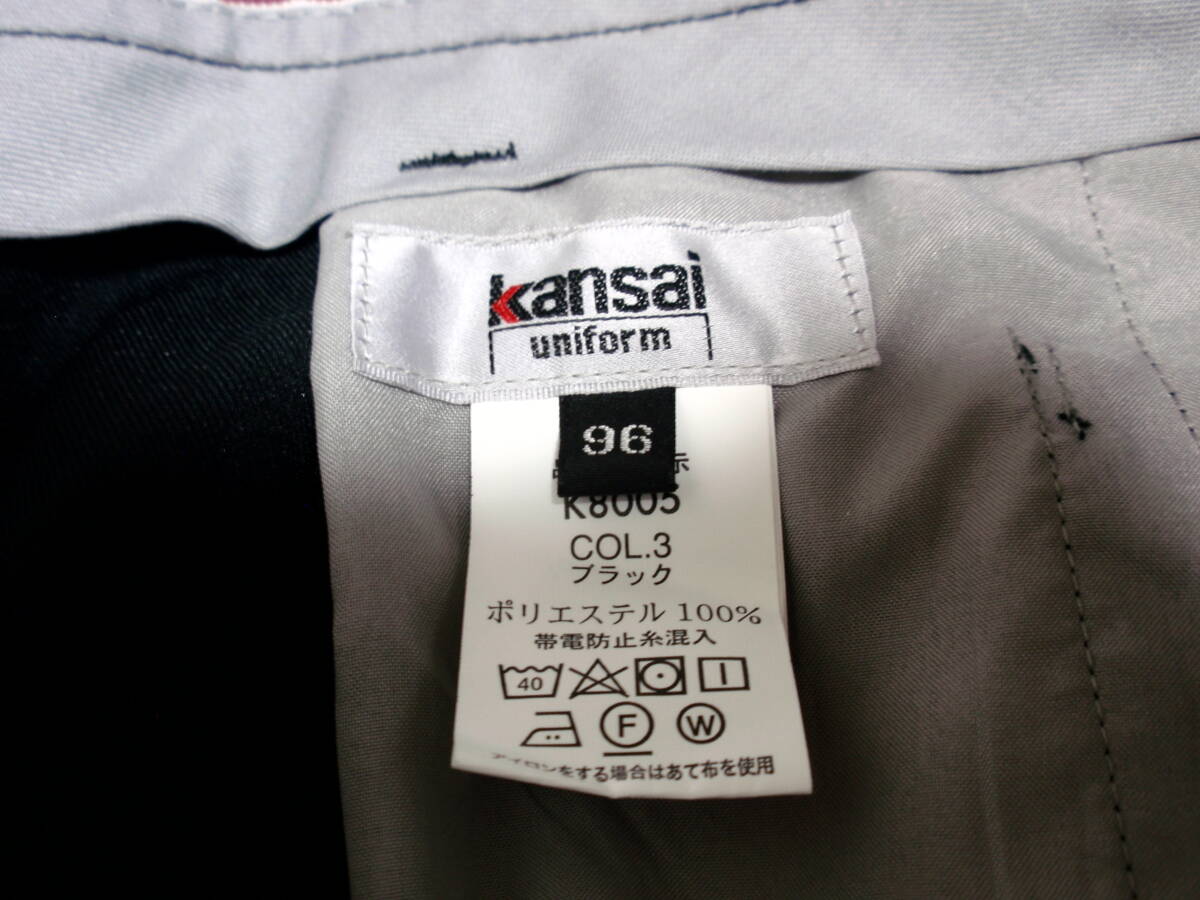 kansai
uniform
96
示
K8005
COL.3
ブラック
ポリエステル 100%
帯電防止糸混入
40
F W
アイロンをする場合はあて布を使用